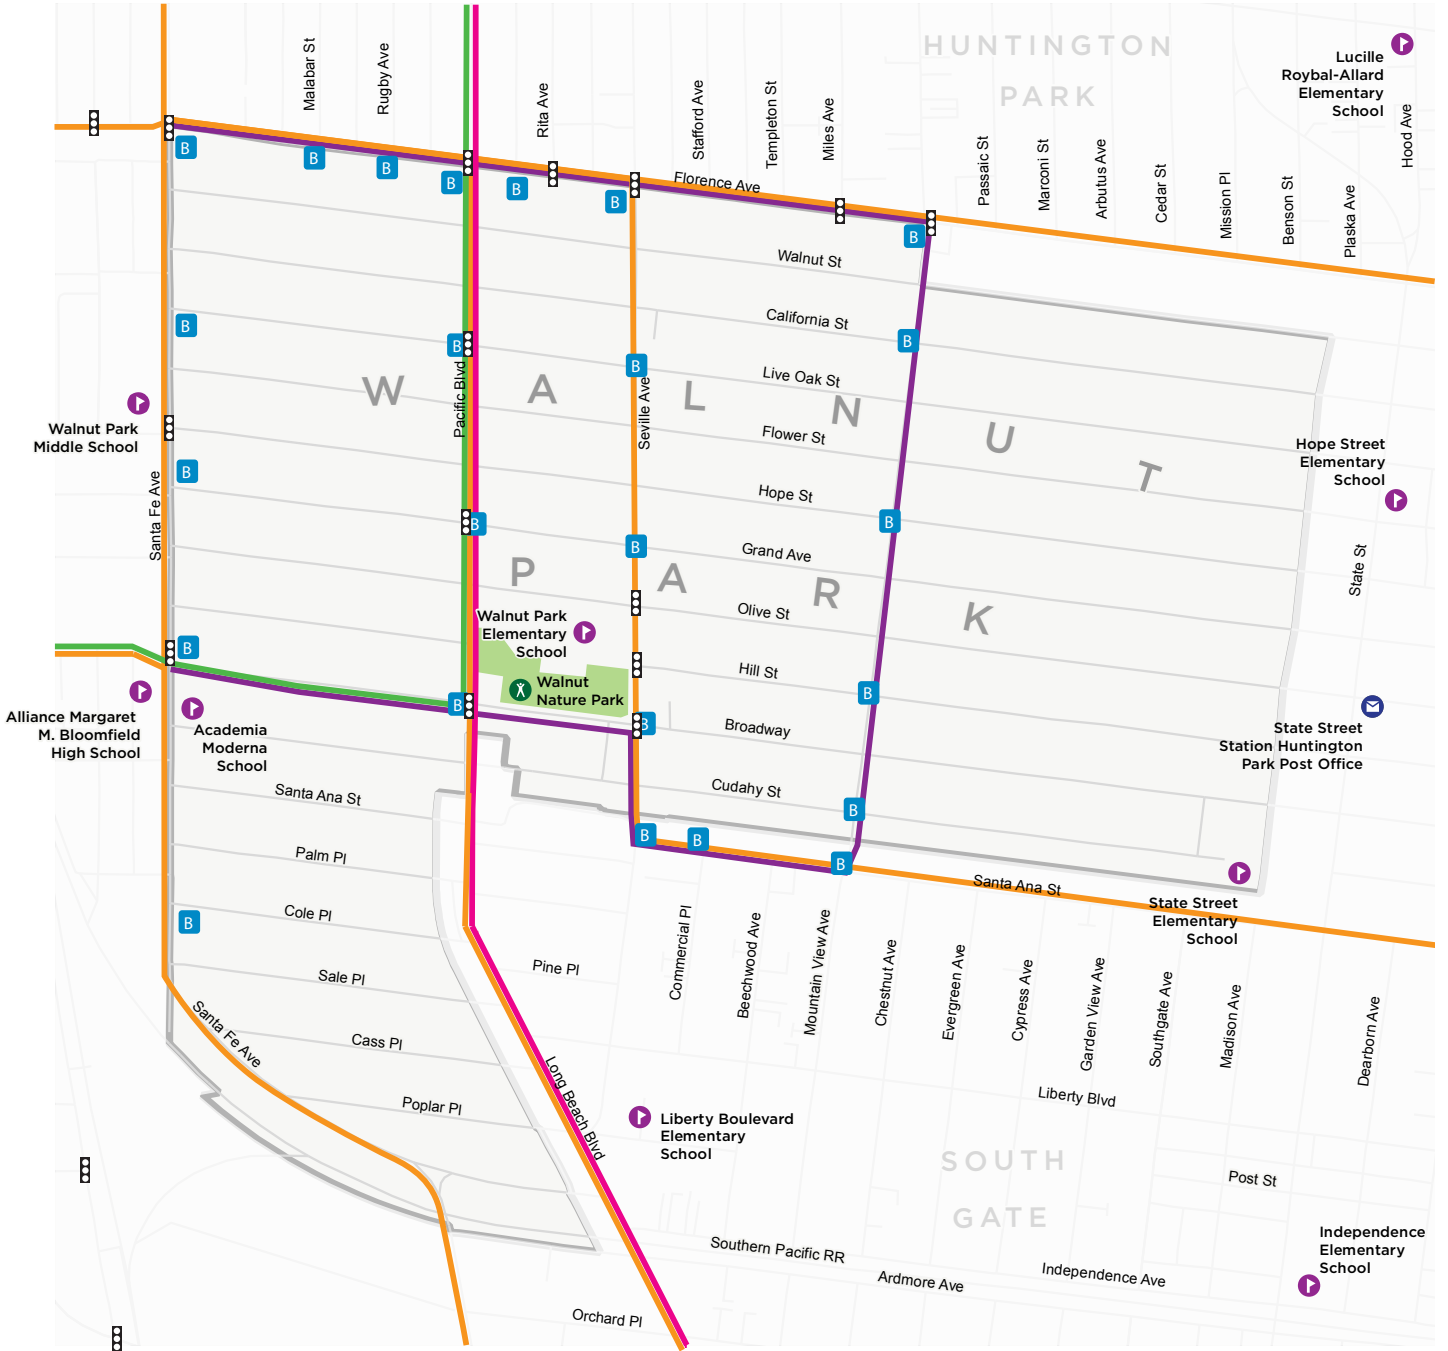 HUNTINGTON
PARK
Lucille
Roybal-Allard
Elementary
School
Malabar St
Rugby Ave
Rita Ave
Stafford Ave
Templeton St
Miles Ave
Passaic St
Marconi St
Arbutus Ave
Cedar St
Mission Pl
Benson St
Plaska Ave
Hood Ave
Florence Ave
B
B
B
B
B
B
B
Walnut St
California St
Live Oak St
Flower St
Hope St
Grand Ave
Olive St
Hill St
Broadway
Cudahy St
B
B
B
B
Pacific Blvd
Seville Ave
WALNUT
PARK
Walnut Park
Middle School
Santa Fe Ave
B
B
B
B
Hope Street
Elementary
School
State St
Walnut Park
Elementary
School
Walnut
Nature Park
B
B
B
B
Alliance Margaret
M. Bloomfield
High School
Academia
Moderna
School
State Street
Station Huntington
Park Post Office
Santa Ana St
B
B
B
B
Palm Pl
Cole Pl
B
Sale Pl
Santa Fe Ave
Cass Pl
Poplar Pl
Pine Pl
Long Beach Blvd
Santa Ana St
State Street
Elementary
School
Commercial Pl
Beechwood Ave
Mountain View Ave
Chestnut Ave
Evergreen Ave
Cypress Ave
Garden View Ave
Southgate Ave
Madison Ave
Dearborn Ave
Liberty Blvd
Liberty Boulevard
Elementary
School
SOUTH
GATE
Post St
Southern Pacific RR
Ardmore Ave
Independence Ave
Independence
Elementary
School
Orchard Pl